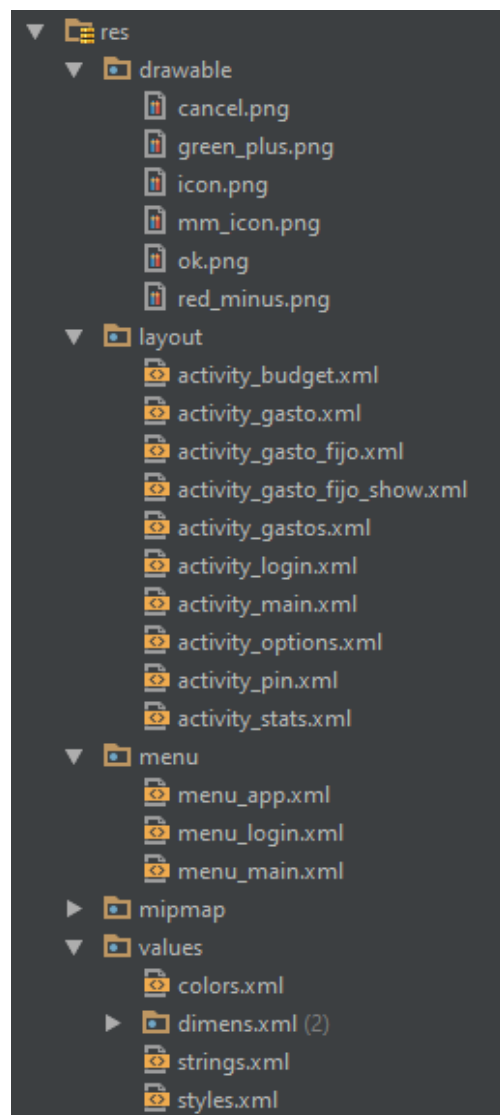 res
drawable
cancel.png
green_plus.png
icon.png
mm_icon.png
ok.png
red_minus.png
layout
activity_budget.xml
activity_gasto.xml
activity_gasto_fijo.xml
activity_gasto_fijo_show.xml
activity_gastos.xml
activity_login.xml
activity_main.xml
activity_options.xml
activity_pin.xml
activity_stats.xml
menu
menu_app.xml
menu_login.xml
menu_main.xml
mipmap
values
colors.xml
dimens.xml (2)
strings.xml
styles.xml